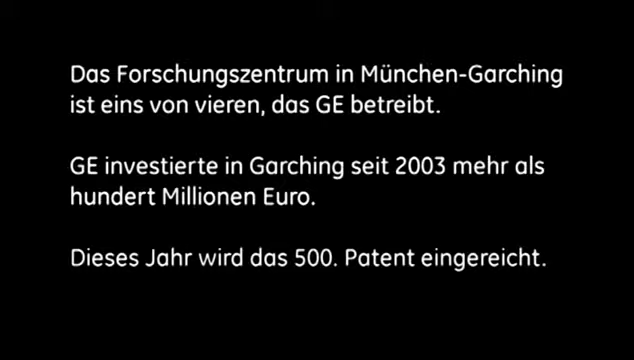 Das Forschungszentrum in München-Garching
ist eins von vieren, das GE betreibt.
GE investierte in Garching seit 2003 mehr als
hundert Millionen Euro.
Dieses Jahr wird das 500. Patent eingereicht.